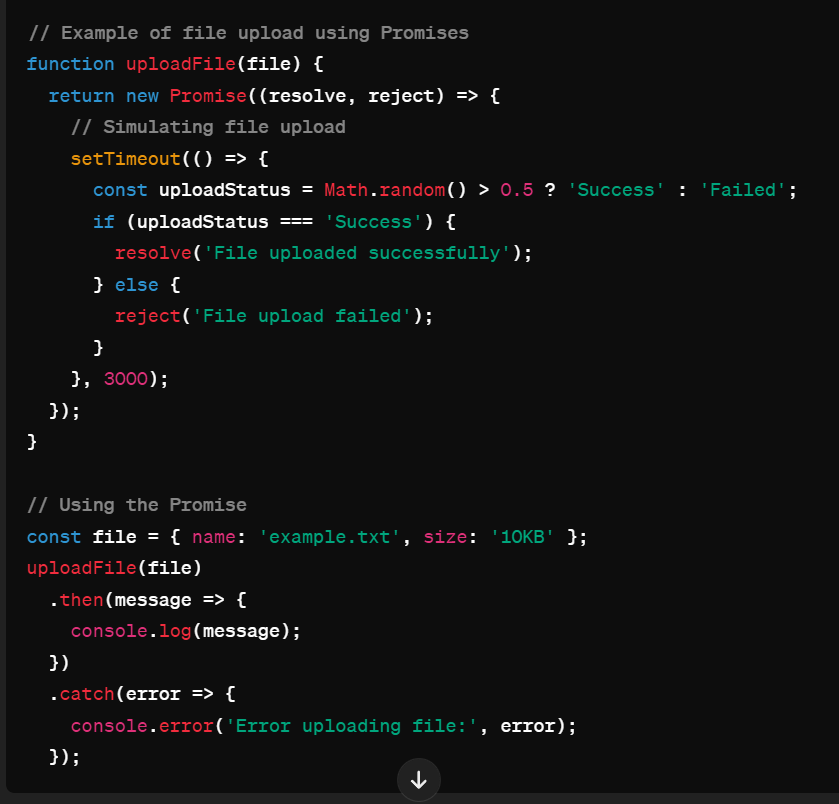 // Example of file upload using Promises
function uploadFile(file) {
  return new Promise((resolve, reject) => {
    // Simulating file upload
    setTimeout(() => {
      const uploadStatus = Math.random() > 0.5 ? 'Success' : 'Failed';
      if (uploadStatus === 'Success') {
        resolve('File uploaded successfully');
      } else {
        reject('File upload failed');
      }
    }, 3000);
  });
}

// Using the Promise
const file = { name: 'example.txt', size: '10KB' };
uploadFile(file)
  .then(message => {
    console.log(message);
  })
  .catch(error => {
    console.error('Error uploading file:', error);
  });